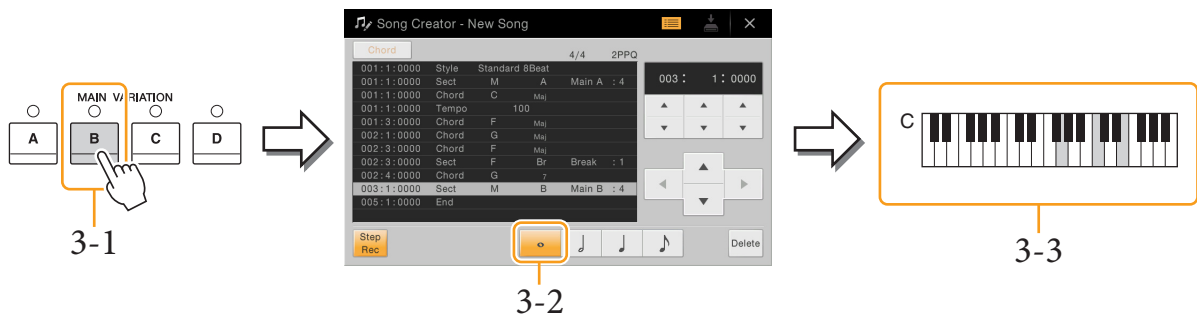 MAIN VARIATION
A B C D
3-1
Song Creator - New Song
Chord 4/4 2PPQ
001:1:0000 Style Standard 8Beat
001:1:0000 Sect M A Main A : 4
001:1:0000 Chord C Maj
001:1:0000 Tempo 100
001:3:0000 Chord F Maj
002:1:0000 Chord G Maj
002:3:0000 Chord F Maj
002:3:0000 Sect F Br Break : 1
002:4:0000 Chord G 7
003:1:0000 Sect M B Main B : 4
005:1:0000 End
003 : 1 : 0000
Step
Rec
Delete
3-2
C
3-3